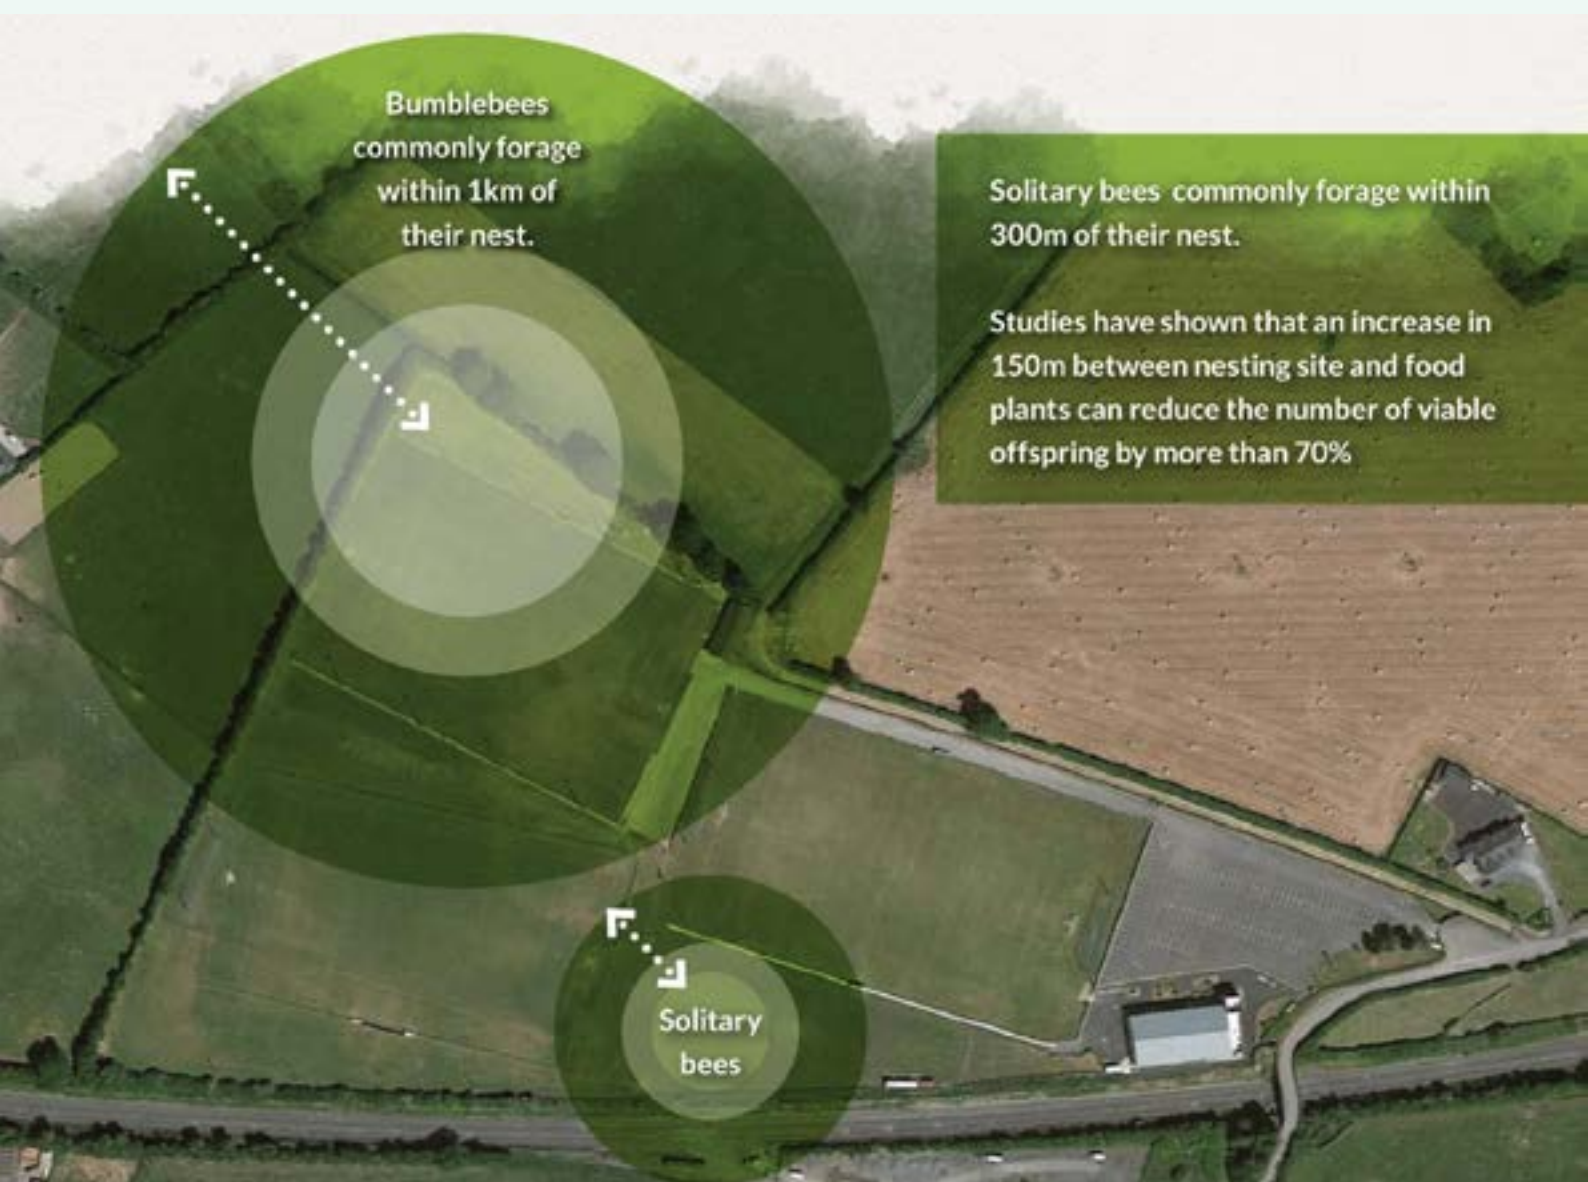 Bumblebees
commonly forage
within 1km of
their nest.
Solitary bees commonly forage within
300m of their nest.
Studies have shown that an increase in
150m between nesting site and food
plants can reduce the number of viable
offspring by more than 70%
Solitary
bees